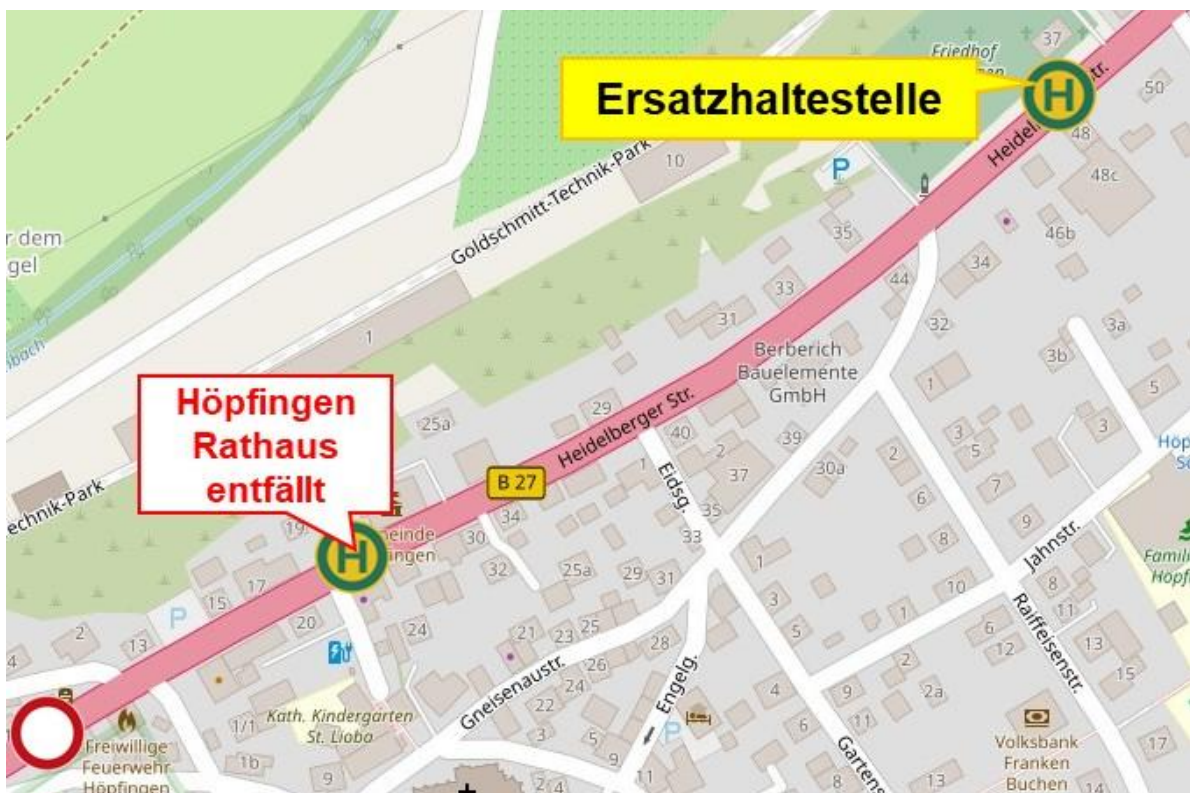 37
Friedhof
Ersatzhaltestelle
H
50
48
48c
10
P
Goldschmitt-Technik-Park
35
46b
34
44
33
32
31
3a
3b
Berberich
Bauelemente
GmbH
1
1
5
Höpfingen
Rathaus
entfällt
25a
29
Heidelberger Str.
40
2
39
3
3
5
37
30a
2
B 27
Eidsg.
1
7
6
35
34
9
33
H
30
8
Jahnstr.
32
25a
29
31
1
10
8
17
15
P
20
3
1
11
Raiffeisenstr.
24
21
23
25
28
5
6
12
13
2
13
26
2
15
Gneisenaustr.
24
Engelg.
4
9
2a
1/1
Kath. Kindergarten
St. Lioba
22
P
6
11
Freiwillige
Feuerwehr
Höpfingen
1b
9
3
5
9
11
2
4
Gartens
8
13
Volksbank
Franken
Buchen
17
14